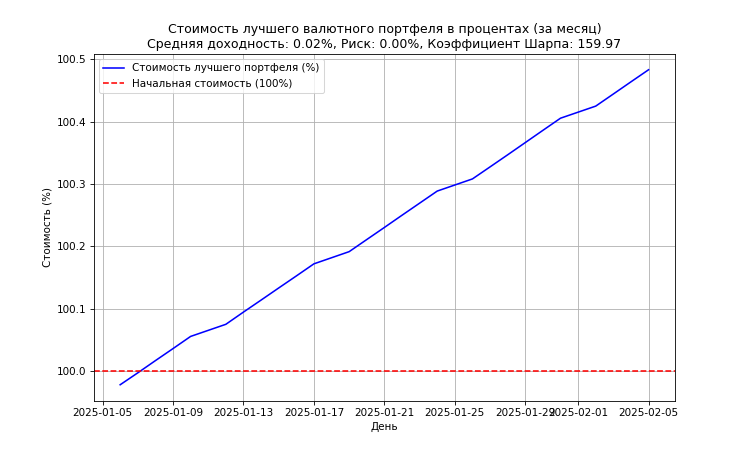 Стоимость лучшего валютного портфеля в процентах (за месяц)
Средняя доходность: 0.02%, Риск: 0.00%, Коэффициент Шарпа: 159.97
Стоимость лучшего портфеля (%)
Начальная стоимость (100%)
Стоимость (%)
100.5
100.4
100.3
100.2
100.1
100.0
2025-01-05 2025-01-09 2025-01-13 2025-01-17 2025-01-21 2025-01-25 2025-01-29 2025-02-01 2025-02-05
День